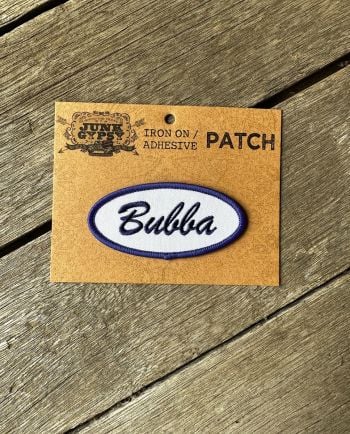 JUNK
GYPSY
IRON ON /
ADHESIVE
PATCH
Bubba